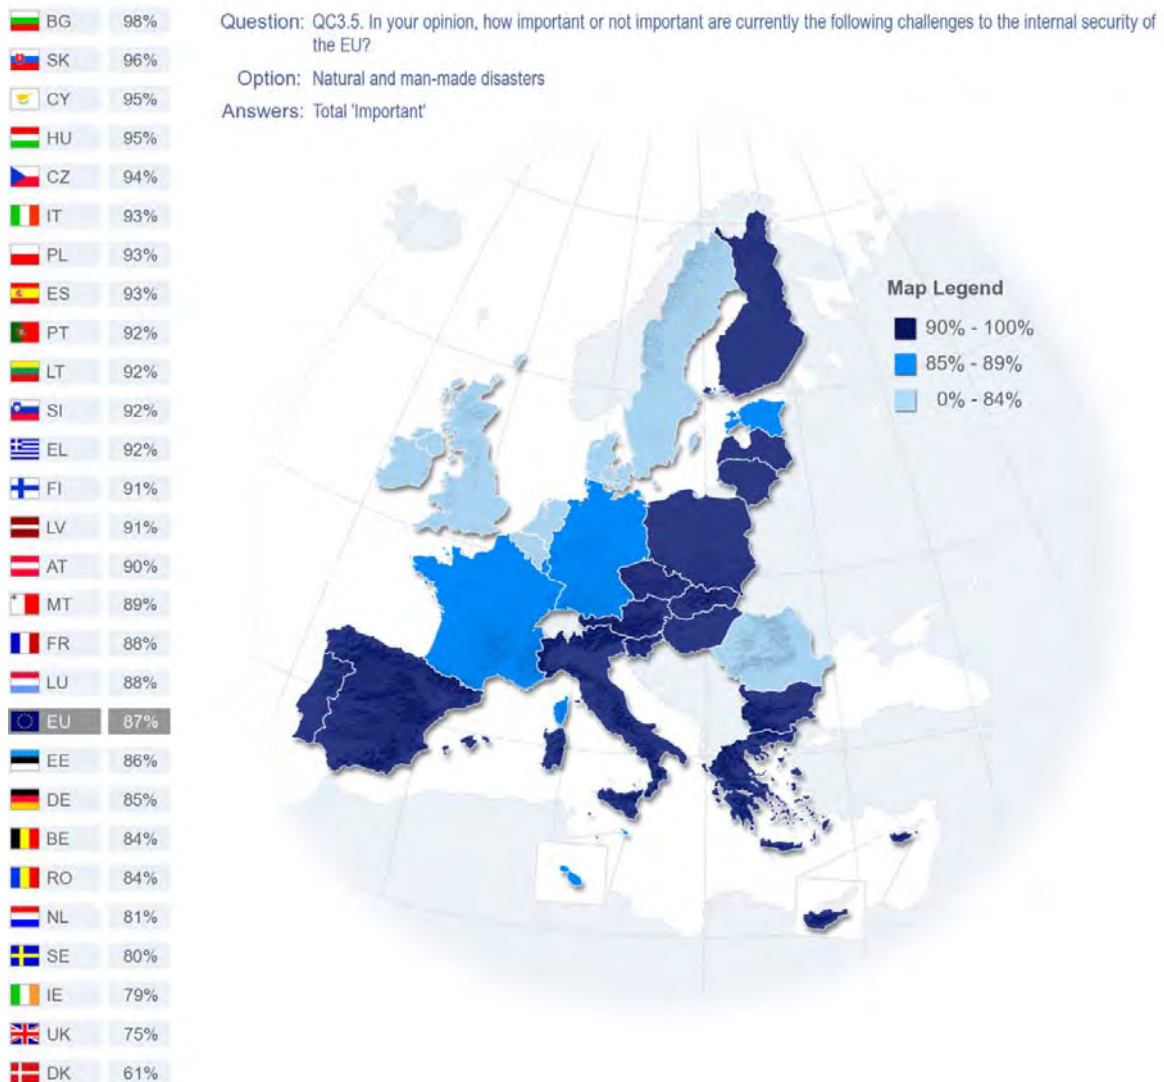 BG 98%
SK 96%
CY 95%
HU 95%
CZ 94%
IT 93%
PL 93%
ES 93%
PT 92%
LT 92%
SI 92%
EL 92%
FI 91%
LV 91%
AT 90%
MT 89%
FR 88%
LU 88%
EU 87%
EE 86%
DE 85%
BE 84%
RO 84%
NL 81%
SE 80%
IE 79%
UK 75%
DK 61%
Question: QC3.5. In your opinion, how important or not important are currently the following challenges to the internal security of
the EU?
Option: Natural and man-made disasters
Answers: Total 'Important'
Map Legend
90% - 100%
85% - 89%
0% - 84%